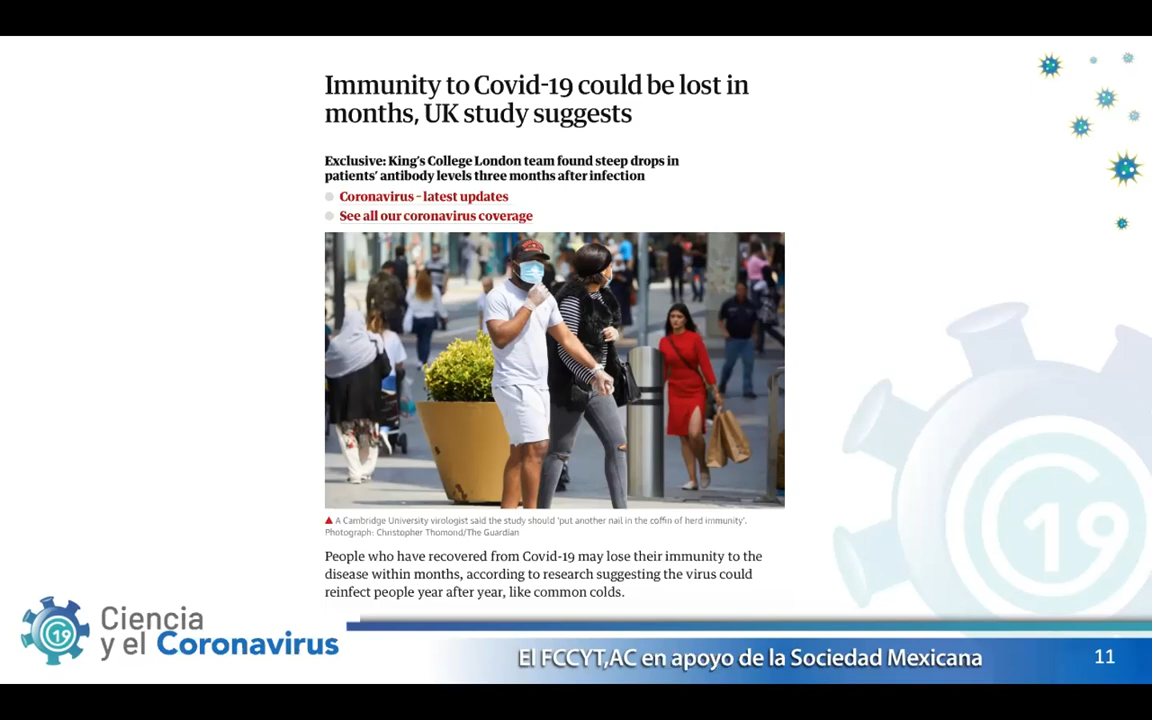 Immunity to Covid-19 could be lost in
months, UK study suggests
Exclusive: King's College London team found steep drops in
patients' antibody levels three months after infection
Coronavirus – latest updates
See all our coronavirus coverage
A Cambridge University virologist said the study should 'put another nail in the coffin of herd immunity'.
Photograph: Christopher Thomond/The Guardian
People who have recovered from Covid-19 may lose their immunity to the
disease within months, according to research suggesting the virus could
reinfect people year after year, like common colds.
19
19
Ciencia
y el Coronavirus
El FCCYT,AC en apoyo de la Sociedad Mexicana
11